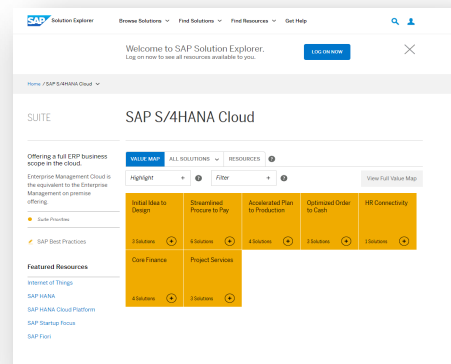 SAP Solution Explorer
Browse Solutions
Find Solutions
Find Resources
Get Help
Welcome to SAP Solution Explorer.
Log on now to see all resources available to you.
LOG ON NOW
Home / SAP S/4HANA Cloud
SUITE
SAP S/4HANA Cloud
Offering a full ERP business
scope in the cloud.
Enterprise Management Cloud is
the equivalent to the Enterprise
Management on premise
offering.
Suite Priorities
SAP Best Practices
Featured Resources
Internet of Things
SAP HANA
SAP HANA Cloud Platform
SAP Startup Focus
SAP Fiori
VALUE MAP
ALL SOLUTIONS
RESOURCES
Highlight +
Filter +
View Full Value Map
Initial Idea to
Design
3 Solutions
Streamlined
Procure to Pay
6 Solutions
Accelerated Plan
to Production
4 Solutions
Optimized Order
to Cash
2 Solutions
HR Connectivity
1 Solutions
Core Finance
4 Solutions
Project Services
3 Solutions